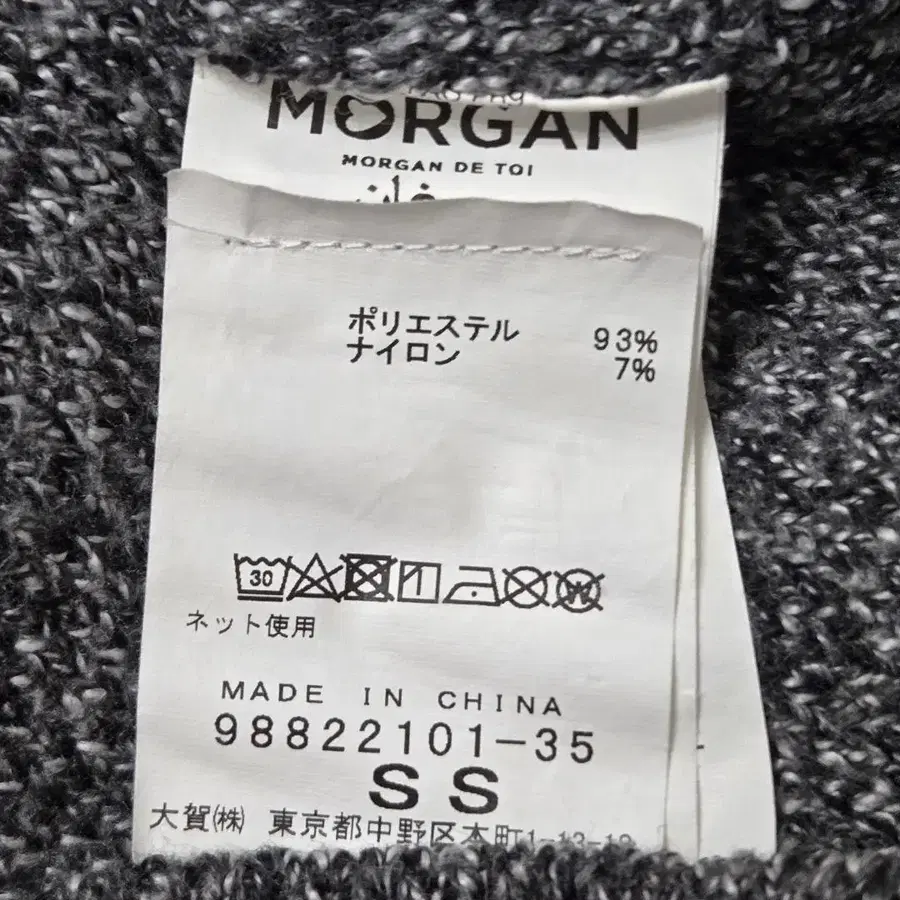 MORGAN
MORGAN DE TOI
ポリエステル 93%
ナイロン 7%
30
ネット使用
MADE IN CHINA
98822101-35
SS
大賀㈱ 東京都中野区本町